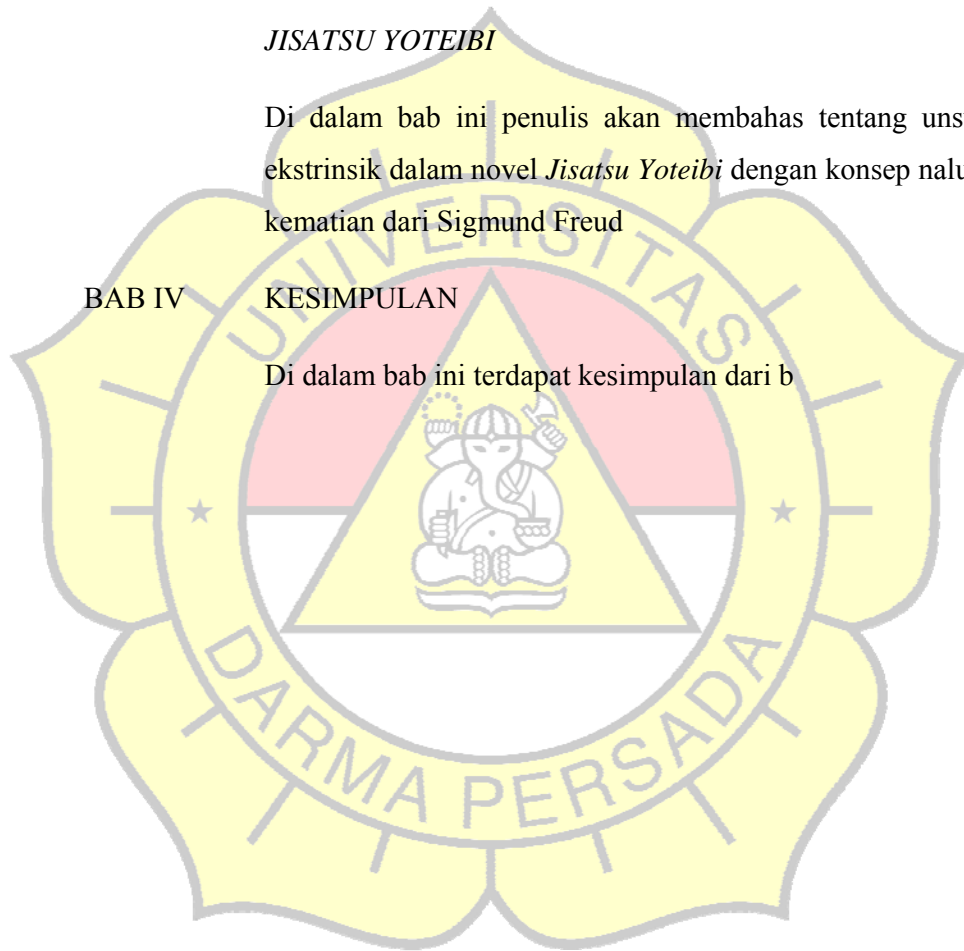 JISATSU YOTEIBI
Di dalam bab ini penulis akan membahas tentang uns
ekstrinsik dalam novel Jisatsu Yoteibi dengan konsep nalu
kematian dari Sigmund Freud
BAB IV KESIMPULAN
Di dalam bab ini terdapat kesimpulan dari b
UNIVERSITAS
DARMA PERSADA